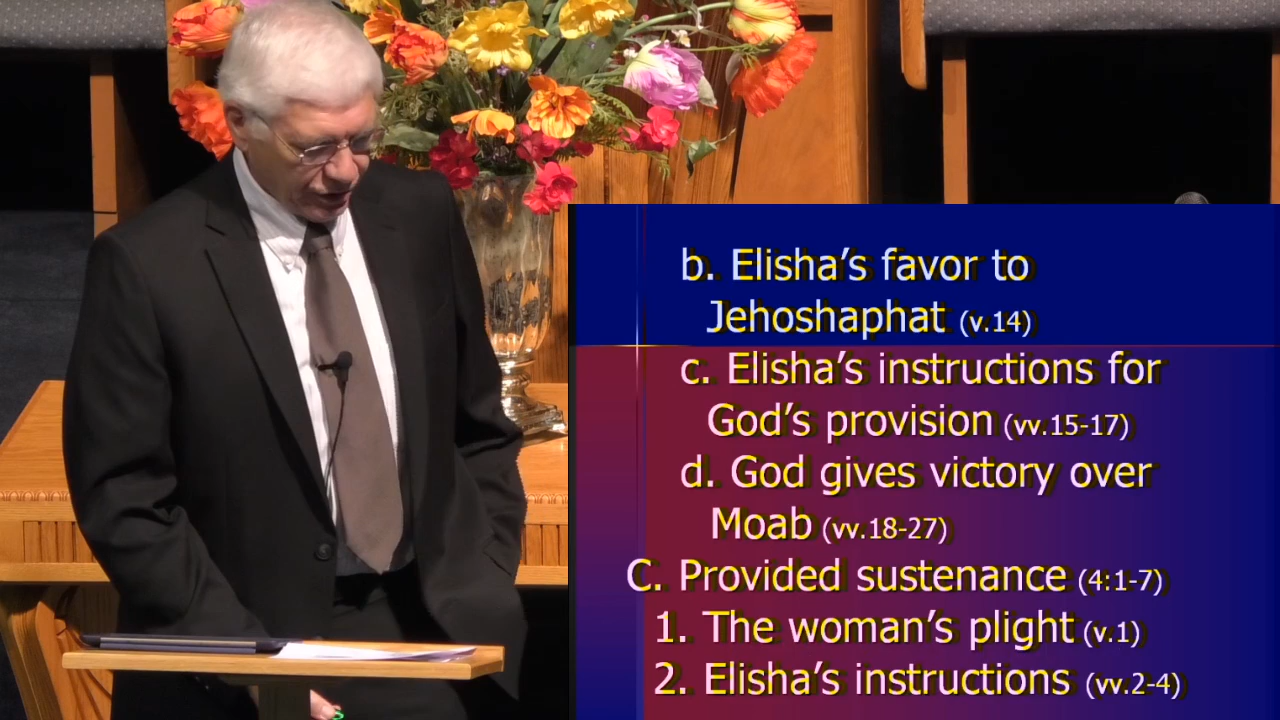 b. Elisha’s favor to
Jehoshaphat (v.14)
c. Elisha’s instructions for
God’s provision (vv.15-17)
d. God gives victory over
Moab (vv.18-27)
C. Provided sustenance (4:1-7)
1. The woman’s plight (v.1)
2. Elisha’s instructions (vv.2-4)